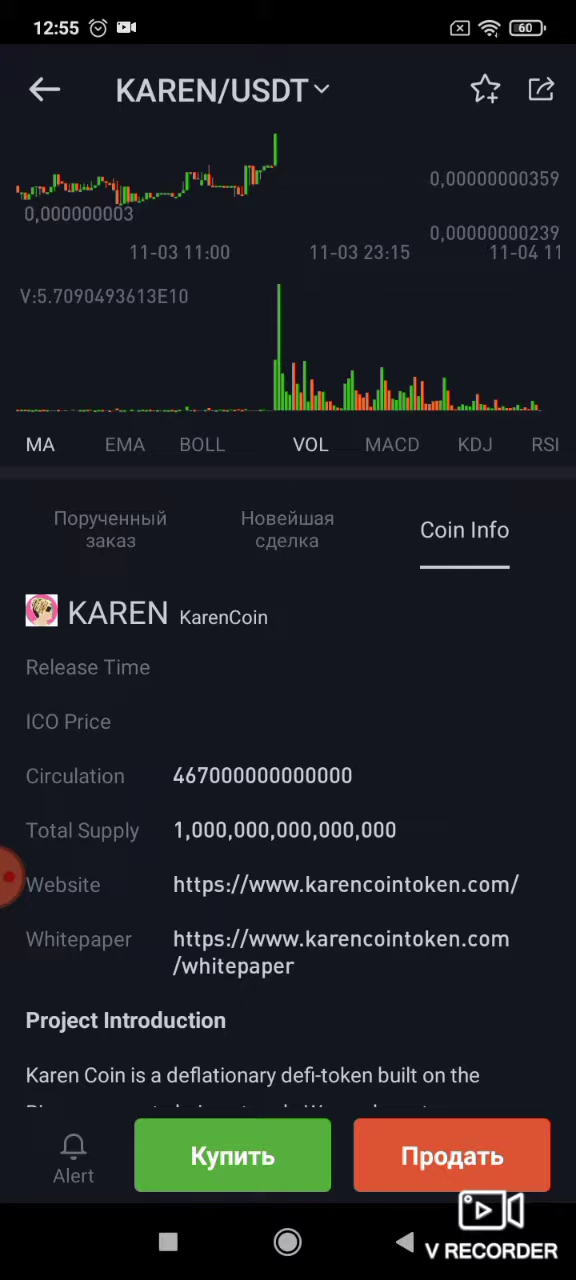 12:55
60
KAREN/USDT
0,00000000359
0,000000003
0,00000000239
11-03 11:00 11-03 23:15 11-04 11
V:5.7090493613E10
MA EMA BOLL VOL MACD KDJ RSI
Порученный заказ
Новейшая сделка
Coin Info
KAREN KarenCoin
Release Time
ICO Price
Circulation 467000000000000
Total Supply 1,000,000,000,000,000
Website https://www.karencointoken.com/
Whitepaper https://www.karencointoken.com
/whitepaper
Project Introduction
Karen Coin is a deflationary defi-token built on the
Alert
Купить
Продать
V RECORDER